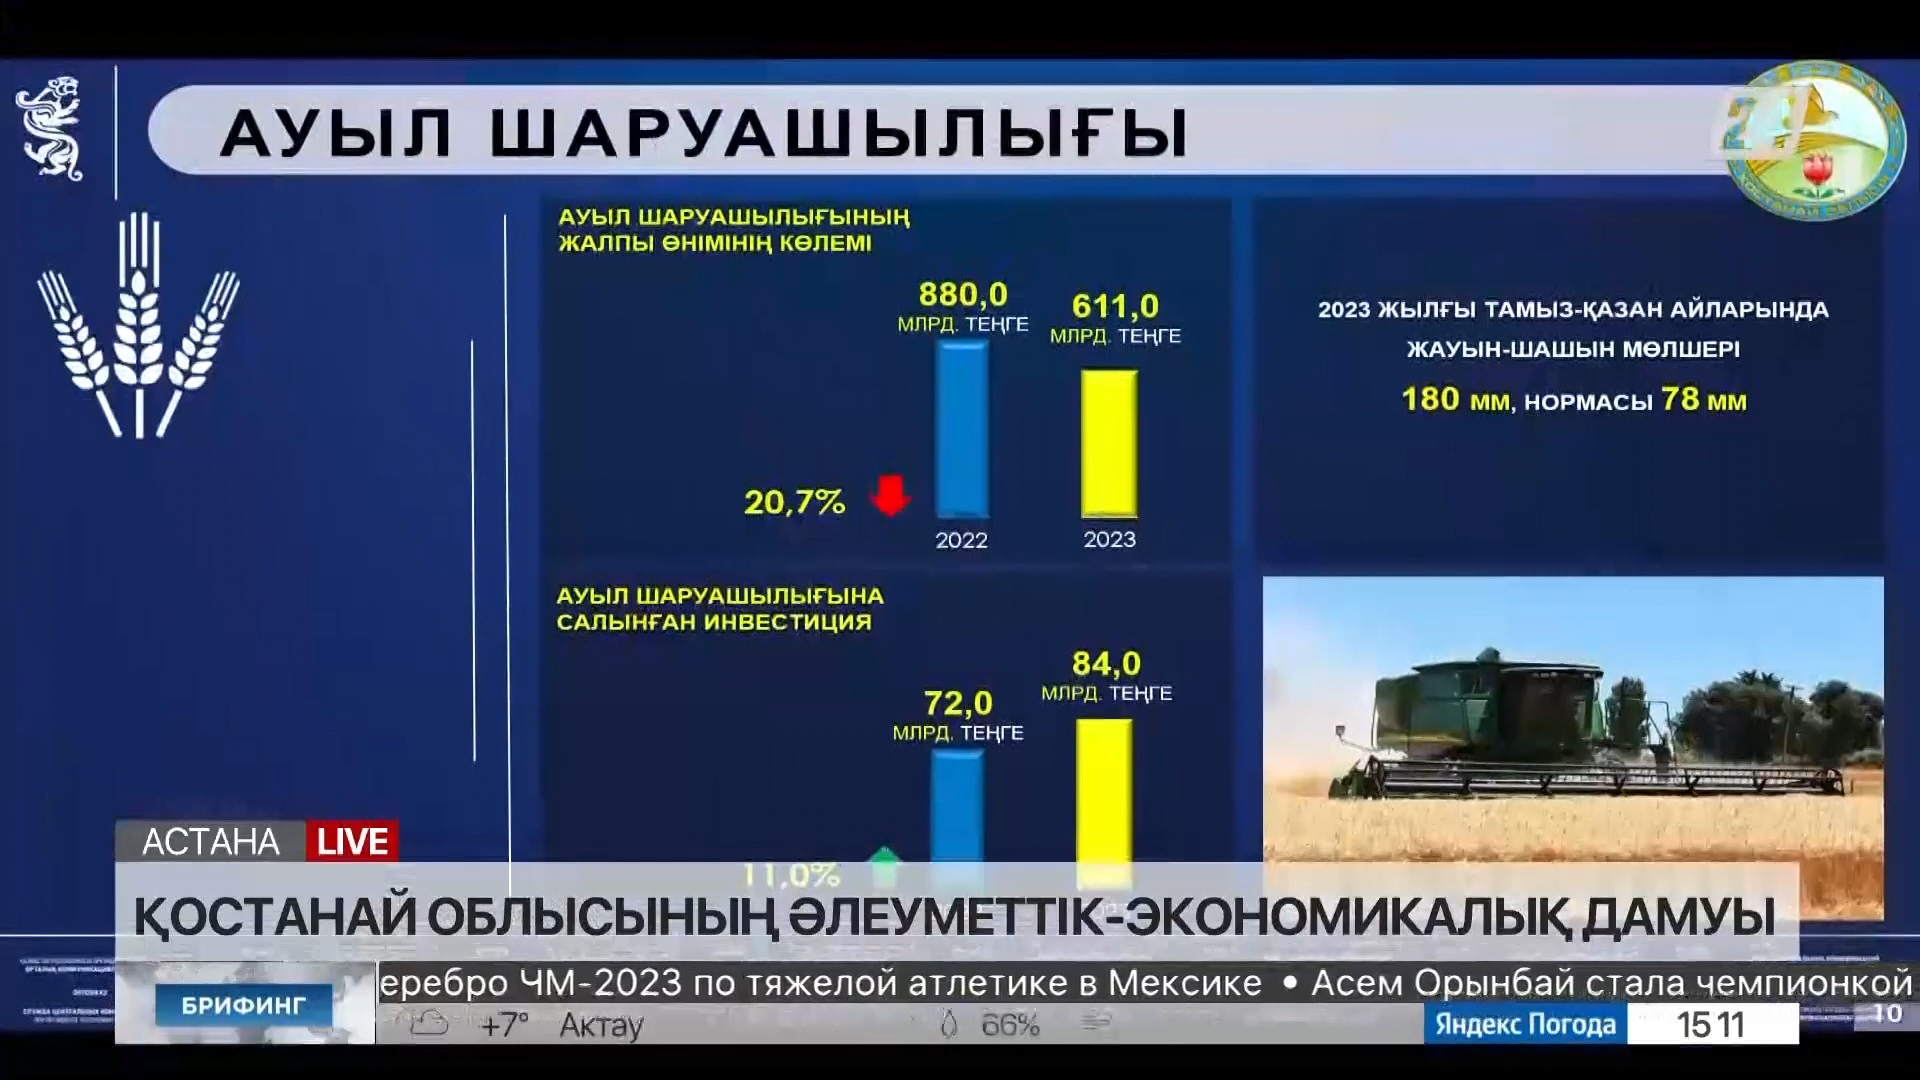 АУЫЛ ШАРУАШЫЛЫҒЫ
24
АУЫЛ ШАРУАШЫЛЫҒЫНЫҢ
ЖАЛПЫ ӨНІМІНІҢ КӨЛЕМІ
880,0
МЛРД. ТЕҢГЕ
611,0
МЛРД. ТЕҢГЕ
20,7%
2022
2023
2023 ЖЫЛҒЫ ТАМЫЗ-ҚАЗАН АЙЛАРЫНДА
ЖАУЫН-ШАШЫН МӨЛШЕРІ
180 ММ, НОРМАСЫ 78 ММ
АУЫЛ ШАРУАШЫЛЫҒЫНА
САЛЫНҒАН ИНВЕСТИЦИЯ
72,0
МЛРД. ТЕҢГЕ
84,0
МЛРД. ТЕҢГЕ
11,0%
АСТАНА LIVE
ҚОСТАНАЙ ОБЛЫСЫНЫҢ ӘЛЕУМЕТТІК-ЭКОНОМИКАЛЫҚ ДАМУЫ
БРИФИНГ
еребро ЧМ-2023 по тяжелой атлетике в Мексике • Асем Орынбай стала чемпионкой
+7° Актау 66%
Яндекс Погода 15 11
10